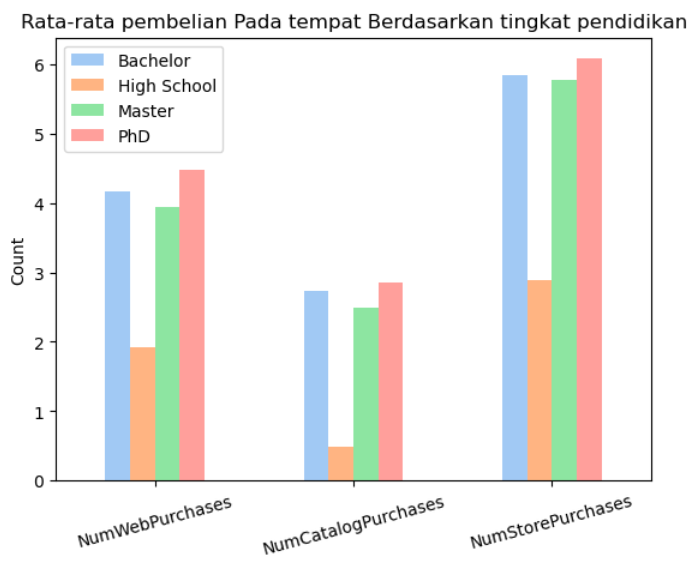 Rata-rata pembelian Pada tempat Berdasarkan tingkat pendidikan
Bachelor
High School
Master
PhD
Count
6
5
4
3
2
1
0
NumWebPurchases
NumCatalogPurchases
NumStorePurchases